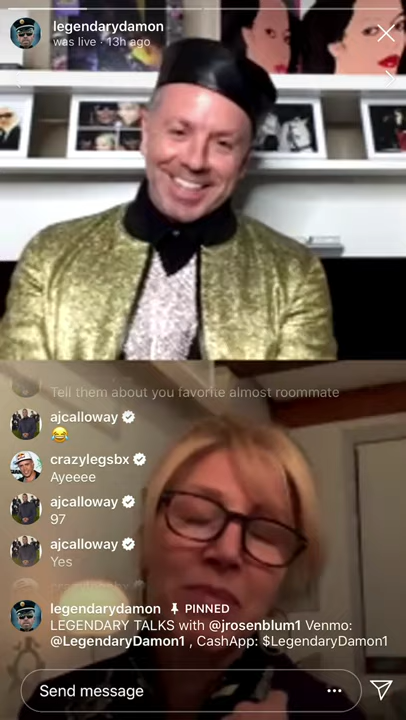 legendarydamon
was live · 13h ago
Tell them about you favorite almost roommate
ajcalloway
😂
crazylegsbx
Ayeeee
ajcalloway
97
ajcalloway
Yes
legendarydamon PINNED
LEGENDARY TALKS with @jrosenblum1 Venmo:
@LegendaryDamon1 , CashApp: $LegendaryDamon1
Send message